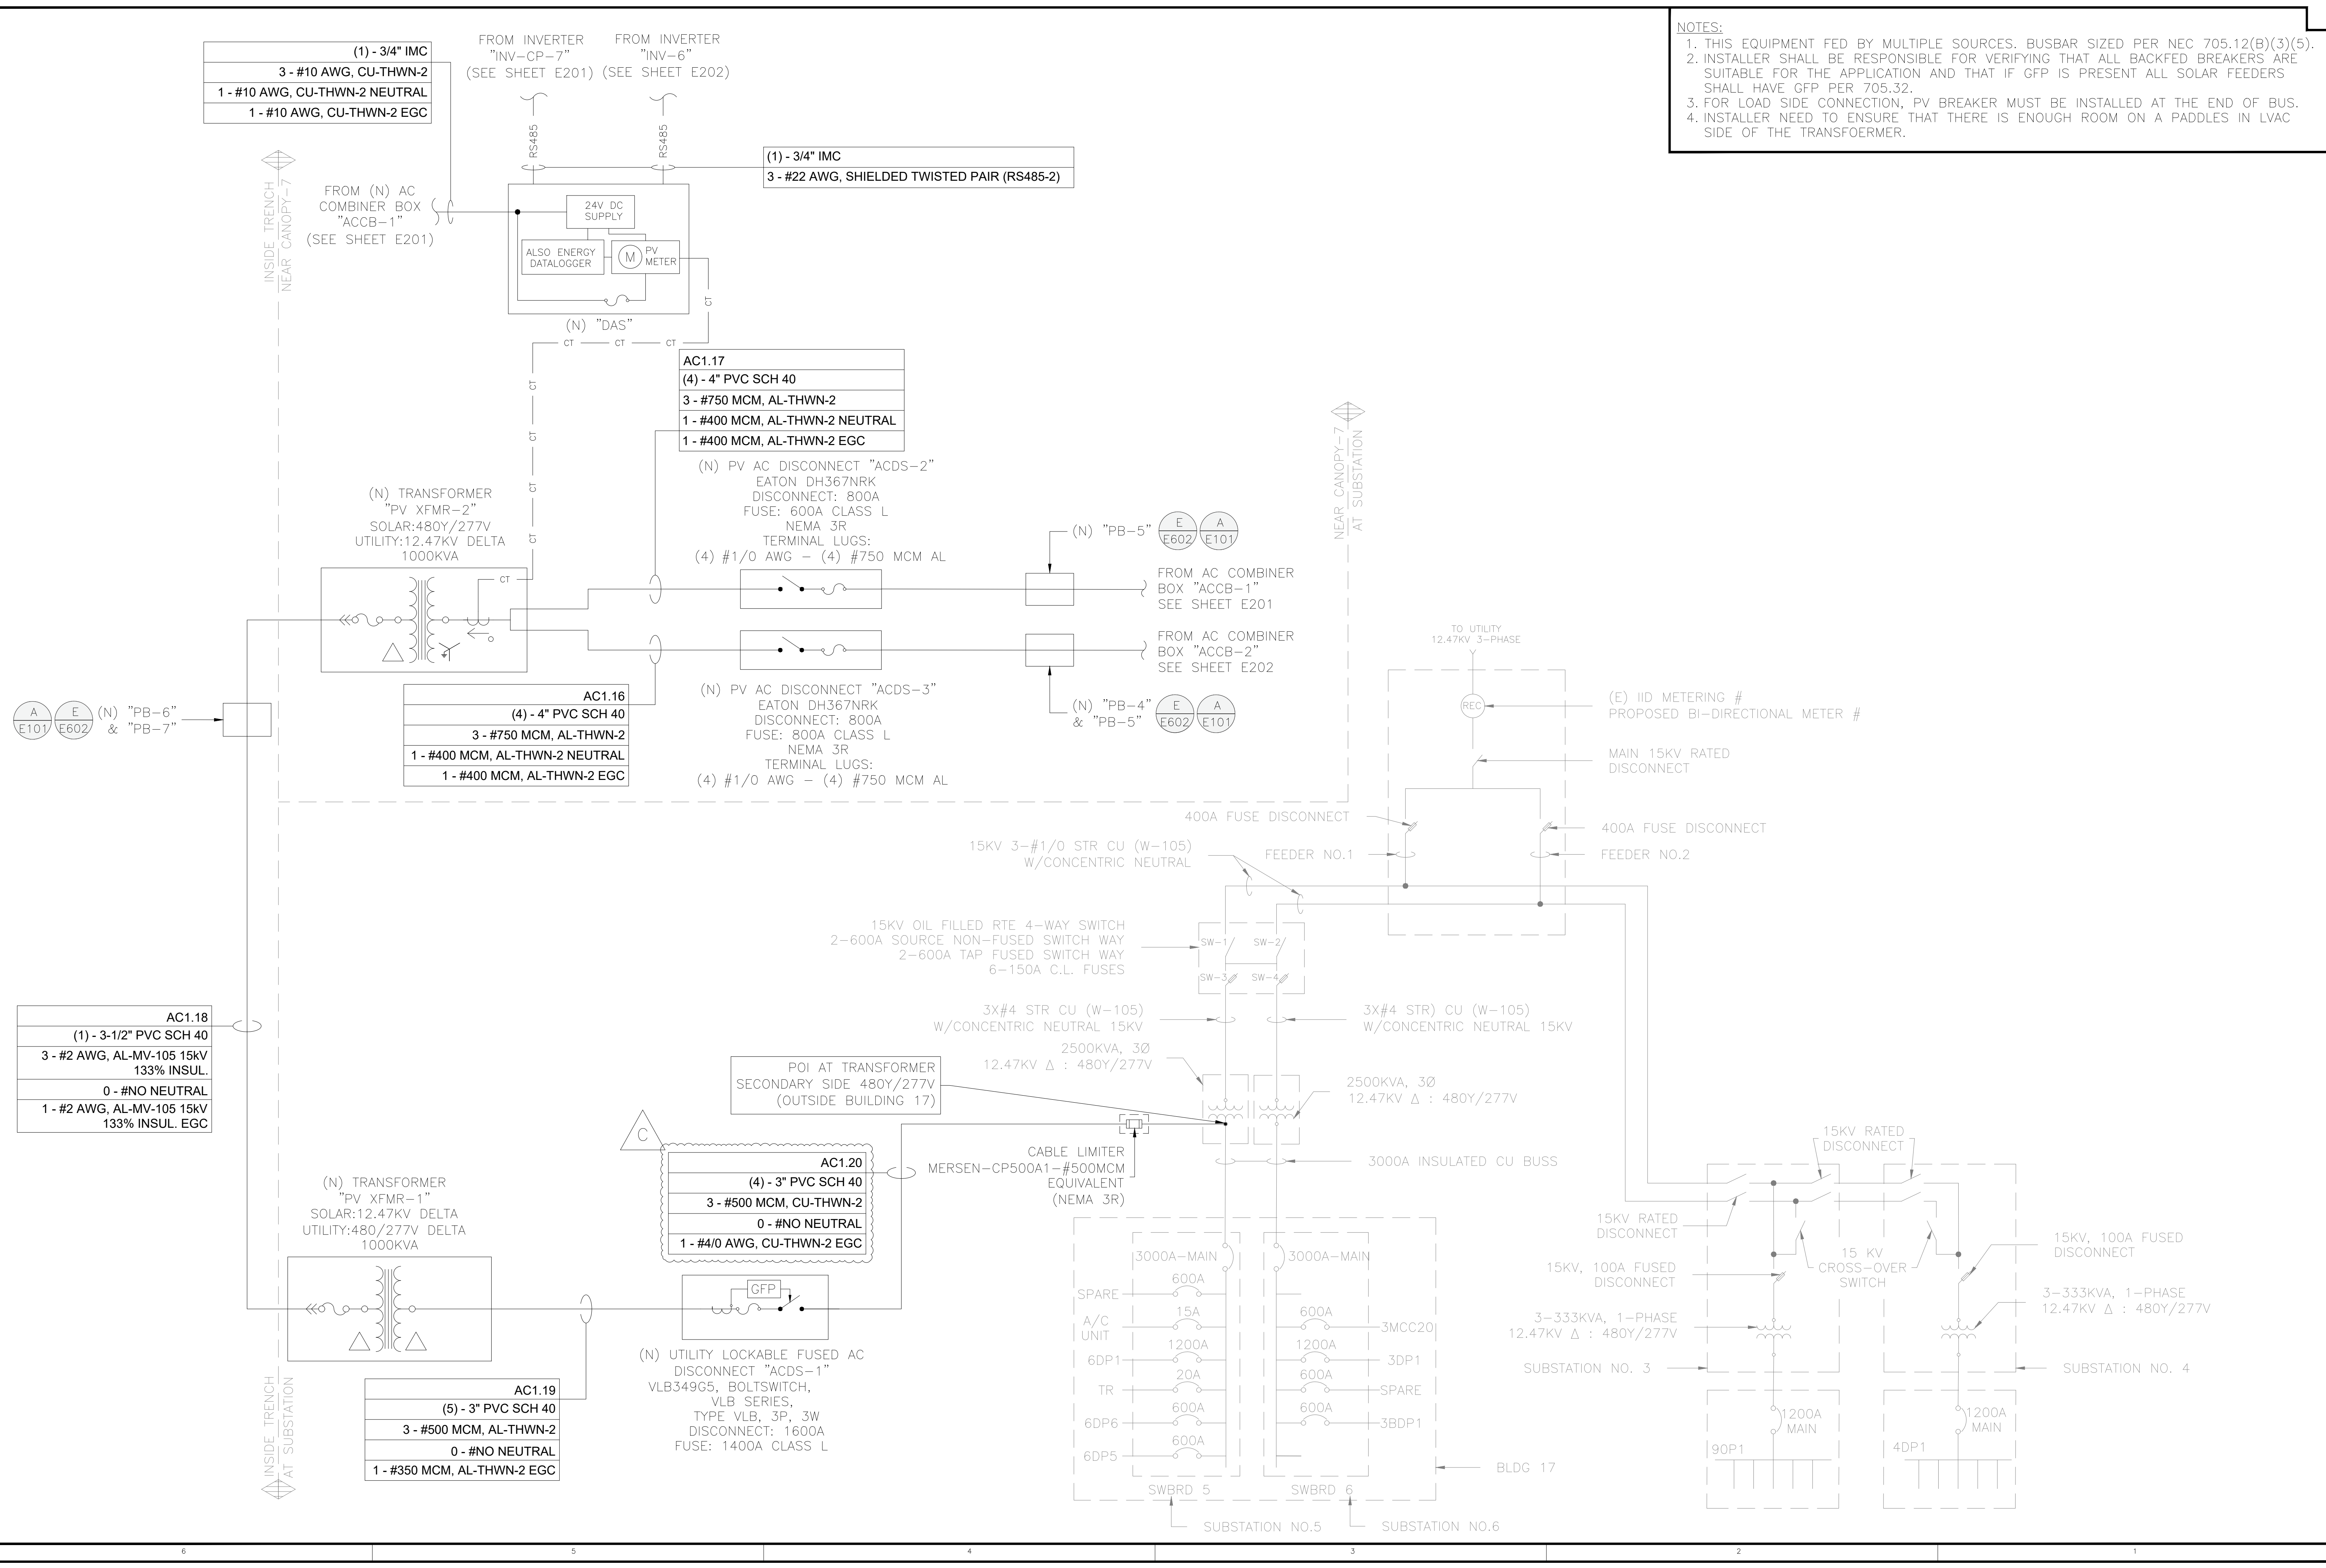 NOTES:
1. THIS EQUIPMENT FED BY MULTIPLE SOURCES. BUSBAR SIZED PER NEC 705.12(B)(3)(5).
2. INSTALLER SHALL BE RESPONSIBLE FOR VERIFYING THAT ALL BACKFED BREAKERS ARE
SUITABLE FOR THE APPLICATION AND THAT IF GFP IS PRESENT ALL SOLAR FEEDERS
SHALL HAVE GFP PER 705.32.
3. FOR LOAD SIDE CONNECTION, PV BREAKER MUST BE INSTALLED AT THE END OF BUS.
4. INSTALLER NEED TO ENSURE THAT THERE IS ENOUGH ROOM ON A PADDLES IN LVAC
SIDE OF THE TRANSFOERMER.
(1) - 3/4" IMC
3 - #10 AWG, CU-THWN-2
1 - #10 AWG, CU-THWN-2 NEUTRAL
1 - #10 AWG, CU-THWN-2 EGC
FROM INVERTER
"INV-CP-7"
(SEE SHEET E201)
FROM INVERTER
"INV-6"
(SEE SHEET E202)
RS485
RS485
(1) - 3/4" IMC
3 - #22 AWG, SHIELDED TWISTED PAIR (RS485-2)
INSIDE TRENCH
NEAR CANOPY-7
FROM (N) AC
COMBINER BOX
"ACCB-1"
(SEE SHEET E201)
24V DC
SUPPLY
ALSO ENERGY
DATALOGGER
M
PV
METER
CT
(N) "DAS"
CT
CT
CT
CT
CT
CT
CT
CT
AC1.17
(4) - 4" PVC SCH 40
3 - #750 MCM, AL-THWN-2
1 - #400 MCM, AL-THWN-2 NEUTRAL
1 - #400 MCM, AL-THWN-2 EGC
(N) PV AC DISCONNECT "ACDS-2"
EATON DH367NRK
DISCONNECT: 800A
FUSE: 600A CLASS L
NEMA 3R
TERMINAL LUGS:
(4) #1/0 AWG - (4) #750 MCM AL
NEAR CANOPY-7
AT SUBSTATION
(N) TRANSFORMER
"PV XFMR-2"
SOLAR:480Y/277V
UTILITY:12.47KV DELTA
1000KVA
(N) "PB-5"
E
E602
A
E101
FROM AC COMBINER
BOX "ACCB-1"
SEE SHEET E201
FROM AC COMBINER
BOX "ACCB-2"
SEE SHEET E202
(N) "PB-4"
& "PB-5"
E
E602
A
E101
AC1.16
(4) - 4" PVC SCH 40
3 - #750 MCM, AL-THWN-2
1 - #400 MCM, AL-THWN-2 NEUTRAL
1 - #400 MCM, AL-THWN-2 EGC
(N) PV AC DISCONNECT "ACDS-3"
EATON DH367NRK
DISCONNECT: 800A
FUSE: 800A CLASS L
NEMA 3R
TERMINAL LUGS:
(4) #1/0 AWG - (4) #750 MCM AL
A
E101
E
E602
(N) "PB-6"
& "PB-7"
TO UTILITY
12.47KV 3-PHASE
REC
(E) IID METERING #
PROPOSED BI-DIRECTIONAL METER #
MAIN 15KV RATED
DISCONNECT
400A FUSE DISCONNECT
400A FUSE DISCONNECT
FEEDER NO.1
FEEDER NO.2
15KV 3-#1/0 STR CU (W-105)
W/CONCENTRIC NEUTRAL
15KV OIL FILLED RTE 4-WAY SWITCH
2-600A SOURCE NON-FUSED SWITCH WAY
2-600A TAP FUSED SWITCH WAY
6-150A C.L. FUSES
SW-1
SW-2
SW-3
SW-4
3X#4 STR CU (W-105)
W/CONCENTRIC NEUTRAL 15KV
3X#4 STR) CU (W-105)
W/CONCENTRIC NEUTRAL 15KV
2500KVA, 3Ø
12.47KV Δ : 480Y/277V
2500KVA, 3Ø
12.47KV Δ : 480Y/277V
AC1.18
(1) - 3-1/2" PVC SCH 40
3 - #2 AWG, AL-MV-105 15kV
133% INSUL.
0 - #NO NEUTRAL
1 - #2 AWG, AL-MV-105 15kV
133% INSUL. EGC
POI AT TRANSFORMER
SECONDARY SIDE 480Y/277V
(OUTSIDE BUILDING 17)
C
AC1.20
(4) - 3" PVC SCH 40
3 - #500 MCM, CU-THWN-2
0 - #NO NEUTRAL
1 - #4/0 AWG, CU-THWN-2 EGC
CABLE LIMITER
MERSEN-CP500A1-#500MCM
EQUIVALENT
(NEMA 3R)
3000A INSULATED CU BUSS
(N) TRANSFORMER
"PV XFMR-1"
SOLAR:12.47KV DELTA
UTILITY:480/277V DELTA
1000KVA
GFP
(N) UTILITY LOCKABLE FUSED AC
DISCONNECT "ACDS-1"
VLB349G5, BOLTSWITCH,
VLB SERIES,
TYPE VLB, 3P, 3W
DISCONNECT: 1600A
FUSE: 1400A CLASS L
AC1.19
(5) - 3" PVC SCH 40
3 - #500 MCM, AL-THWN-2
0 - #NO NEUTRAL
1 - #350 MCM, AL-THWN-2 EGC
INSIDE TRENCH
AT SUBSTATION
3000A-MAIN
3000A-MAIN
600A
SPARE
15A
A/C
UNIT
1200A
6DP1
20A
TR
600A
6DP6
600A
6DP5
600A
3MCC20
1200A
3DP1
600A
SPARE
600A
3BDP1
BLDG 17
SWBRD 5
SWBRD 6
SUBSTATION NO.5
SUBSTATION NO.6
15KV RATED
DISCONNECT
15KV RATED
DISCONNECT
15KV, 100A FUSED
DISCONNECT
15 KV
CROSS-OVER
SWITCH
15KV, 100A FUSED
DISCONNECT
3-333KVA, 1-PHASE
12.47KV Δ : 480Y/277V
3-333KVA, 1-PHASE
12.47KV Δ : 480Y/277V
SUBSTATION NO. 3
SUBSTATION NO. 4
1200A
MAIN
90P1
1200A
MAIN
4DP1
6
5
4
3
2
1